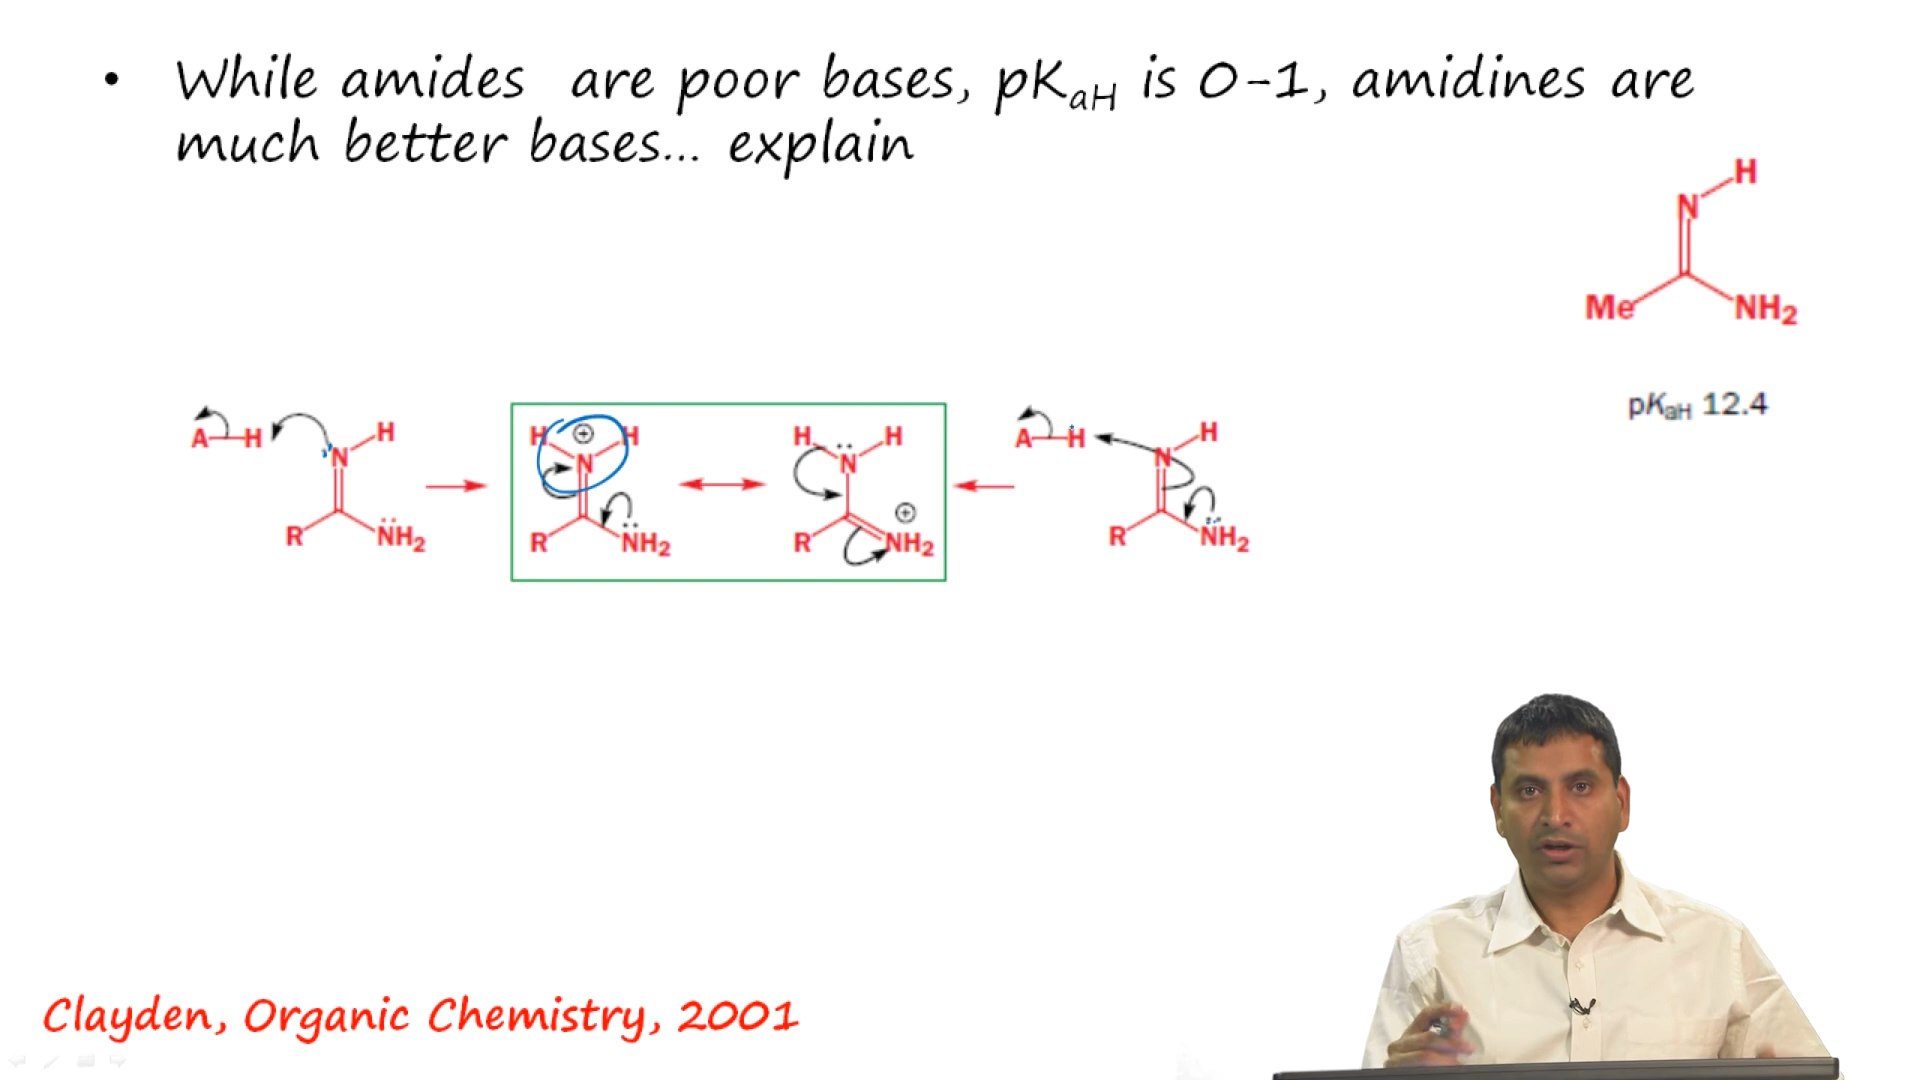 • While amides are poor bases, pKaH is 0-1, amidines are
much better bases... explain
H
N
Me NH2
pKaH 12.4
A H N H R NH2
H ⊕ H N R NH2
H N H ⊕ R NH2
A H N H R NH2
Clayden, Organic Chemistry, 2001